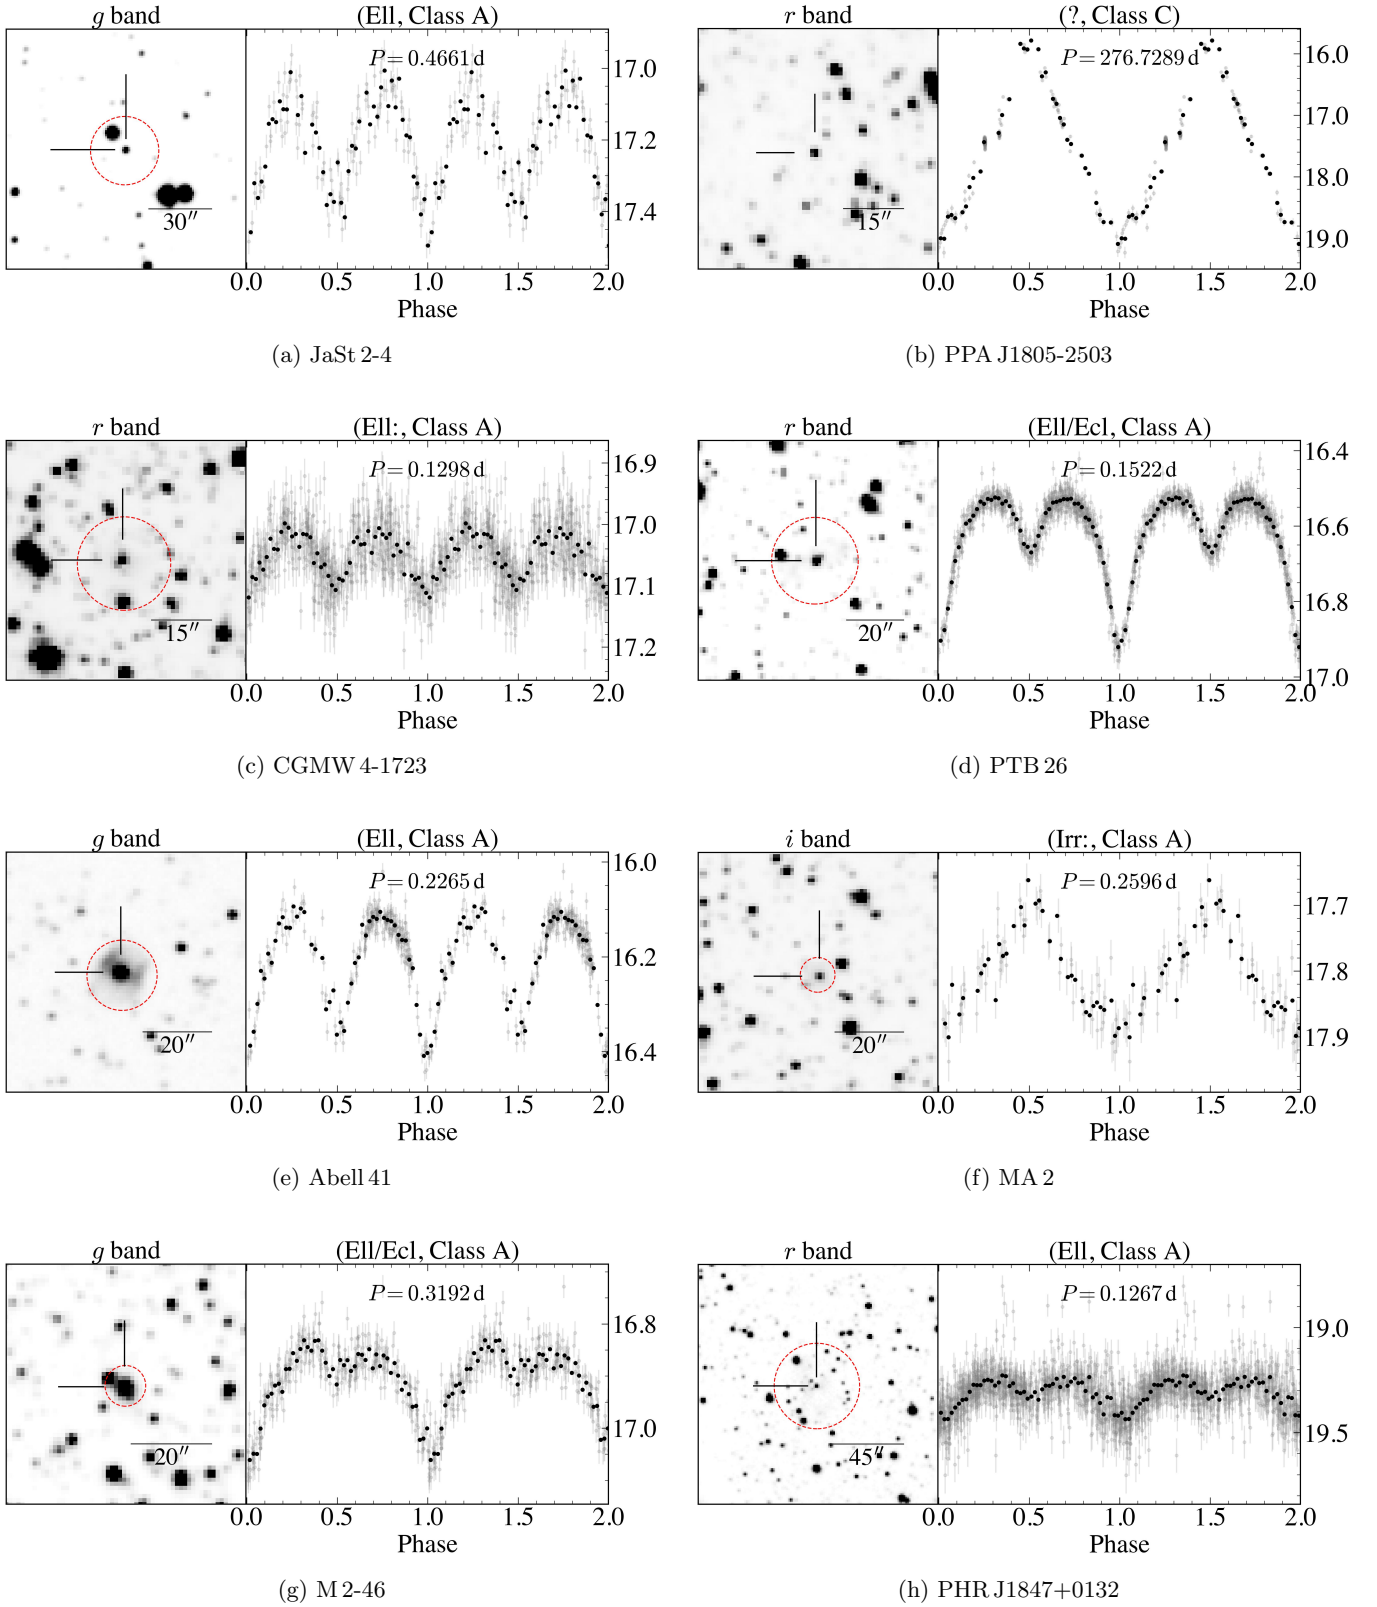 g band (Ell, Class A)
P = 0.4661 d
30″
17.0
17.2
17.4
0.0 0.5 1.0 1.5 2.0
Phase
(a) JaSt 2-4
r band (?, Class C)
P = 276.7289 d
15″
16.0
17.0
18.0
19.0
0.0 0.5 1.0 1.5 2.0
Phase
(b) PPA J1805-2503
r band (Ell:, Class A)
P = 0.1298 d
15″
16.9
17.0
17.1
17.2
0.0 0.5 1.0 1.5 2.0
Phase
(c) CGMW 4-1723
r band (Ell/Ecl, Class A)
P = 0.1522 d
20″
16.4
16.6
16.8
17.0
0.0 0.5 1.0 1.5 2.0
Phase
(d) PTB 26
g band (Ell, Class A)
P = 0.2265 d
20″
16.0
16.2
16.4
0.0 0.5 1.0 1.5 2.0
Phase
(e) Abell 41
i band (Irr:, Class A)
P = 0.2596 d
20″
17.7
17.8
17.9
0.0 0.5 1.0 1.5 2.0
Phase
(f) MA 2
g band (Ell/Ecl, Class A)
P = 0.3192 d
20″
16.8
17.0
0.0 0.5 1.0 1.5 2.0
Phase
(g) M 2-46
r band (Ell, Class A)
P = 0.1267 d
45″
19.0
19.5
0.0 0.5 1.0 1.5 2.0
Phase
(h) PHR J1847+0132